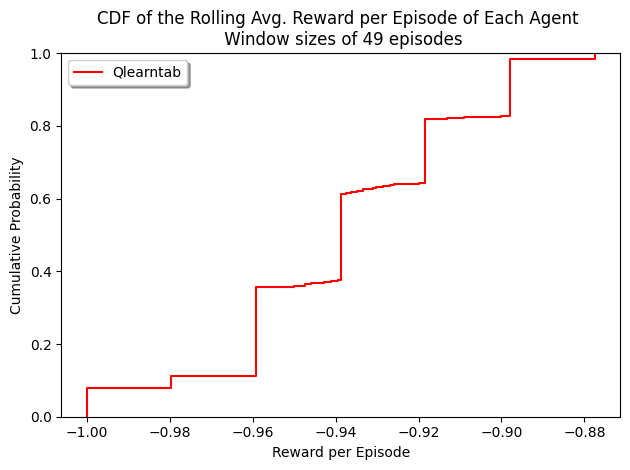 CDF of the Rolling Avg. Reward per Episode of Each Agent
Window sizes of 49 episodes
Qlearntab
Cumulative Probability
1.0
0.8
0.6
0.4
0.2
0.0
−1.00
−0.98
−0.96
−0.94
−0.92
−0.90
−0.88
Reward per Episode